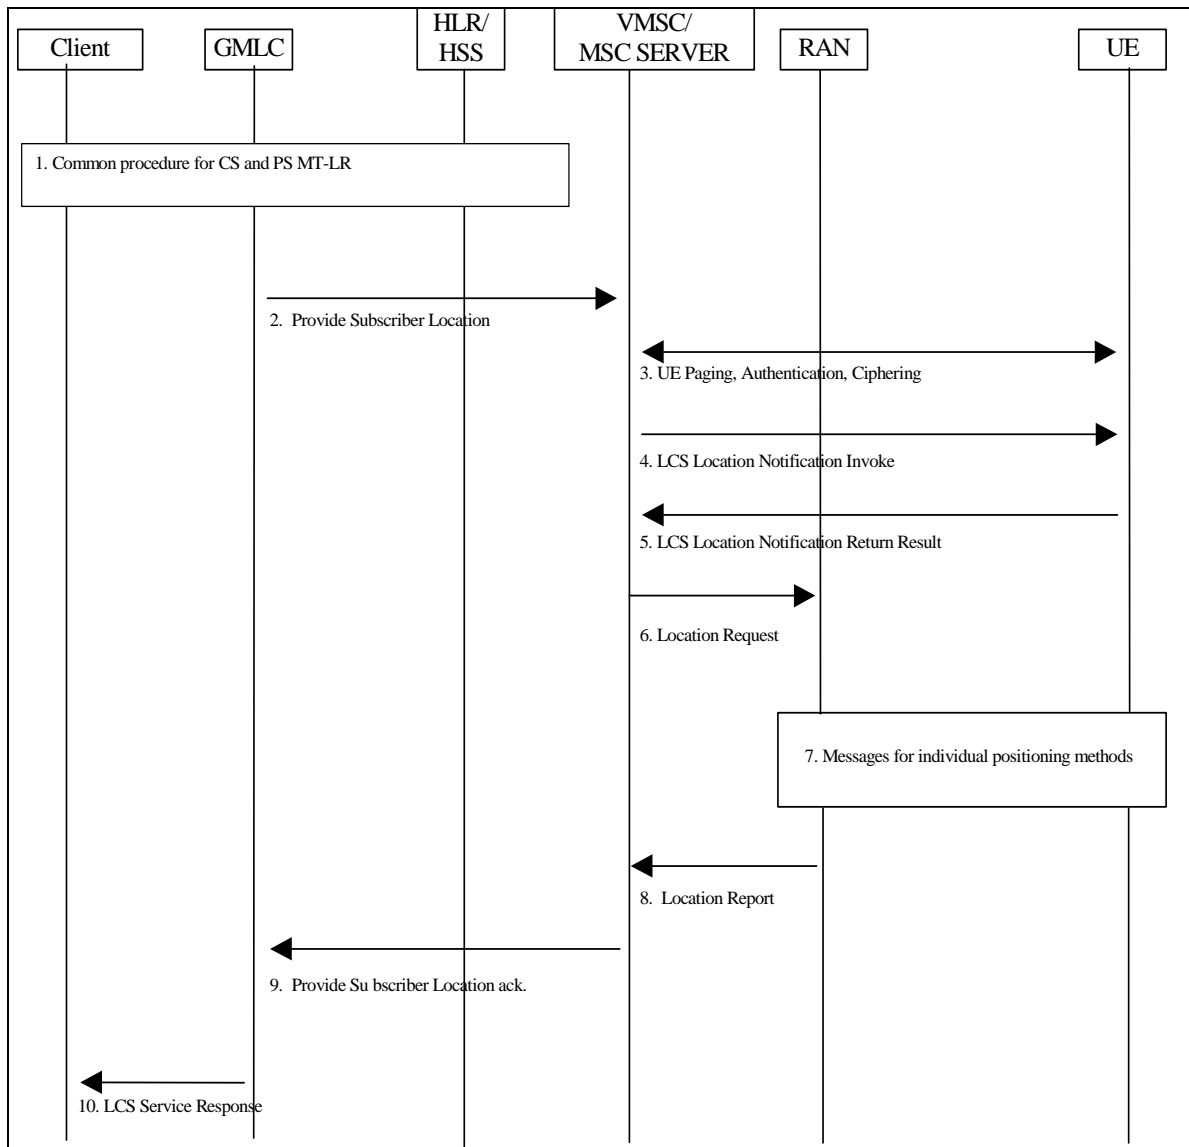 Client
GMLC
HLR/
HSS
VMSC/
MSC SERVER
RAN
UE
1. Common procedure for CS and PS MT-LR
2. Provide Subscriber Location
3. UE Paging, Authentication, Ciphering
4. LCS Location Notification Invoke
5. LCS Location Notification Return Result
6. Location Request
7. Messages for individual positioning methods
8. Location Report
9. Provide Su bscriber Location ack.
10. LCS Service Response